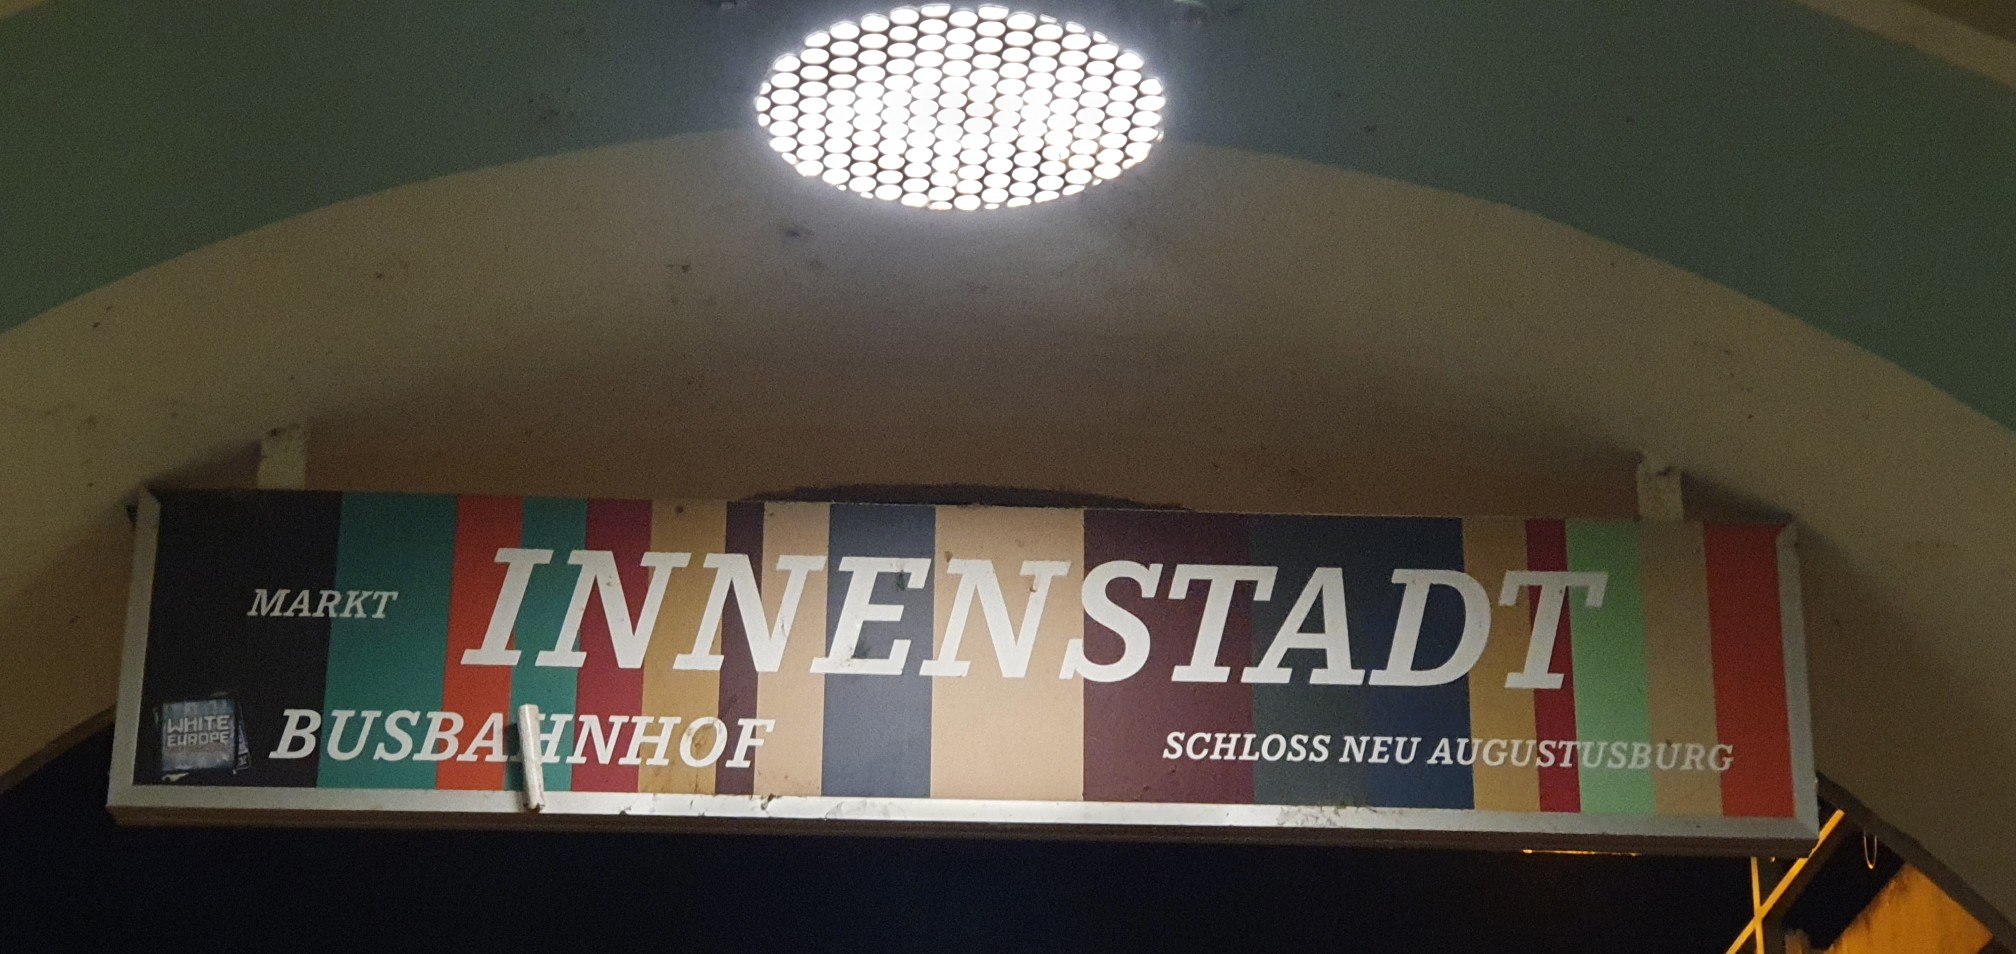 MARKT
INNENSTADT
BUSBAHNHOF
SCHLOSS NEU AUGUSTUSBURG
WHITE
EUROPE